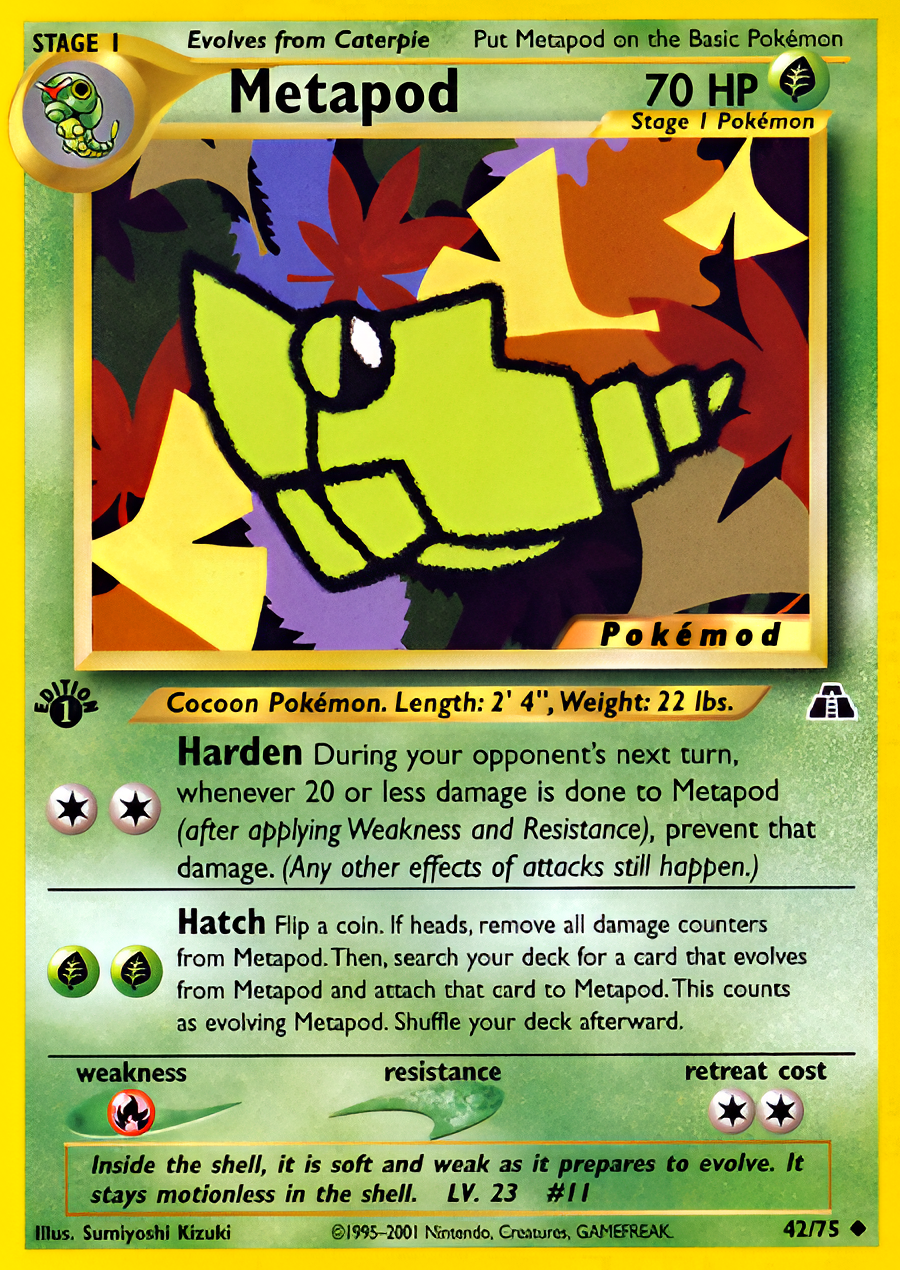 STAGE 1 Evolves from Caterpie Put Metapod on the Basic Pokémon
Metapod 70 HP
Stage 1 Pokémon
Pokémod
EDITION
1
Cocoon Pokémon. Length: 2' 4", Weight: 22 lbs.
Harden During your opponent's next turn,
whenever 20 or less damage is done to Metapod
(after applying Weakness and Resistance), prevent that
damage. (Any other effects of attacks still happen.)
Hatch Flip a coin. If heads, remove all damage counters
from Metapod. Then, search your deck for a card that evolves
from Metapod and attach that card to Metapod. This counts
as evolving Metapod. Shuffle your deck afterward.
weakness resistance retreat cost
Inside the shell, it is soft and weak as it prepares to evolve. It
stays motionless in the shell. LV. 23 #11
Illus. Sumiyoshi Kizuki ©1995-2001 Nintendo, Creatures, GAMEFREAK. 42/75